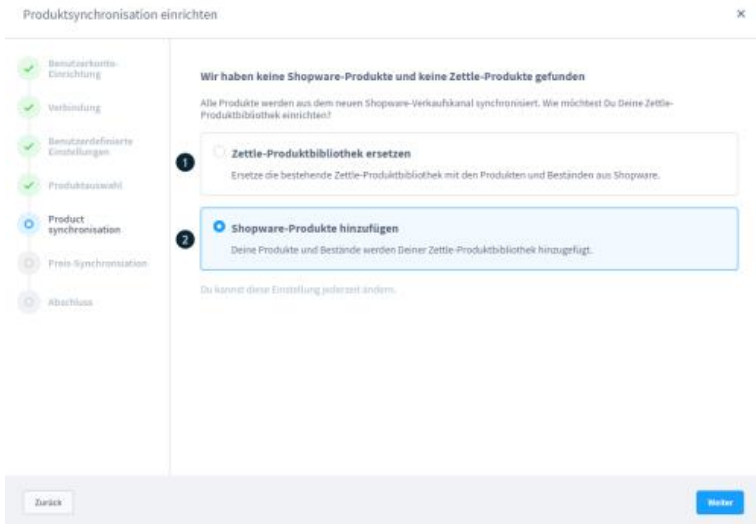 Produktsynchronisation einrichten
Benutzerkonto-
Einrichtung
Verbindung
Benutzerdefinierte
Einstellungen
Produktauswahl
Product
synchronisation
Preis-Synchronisation
Abschluss
Wir haben keine Shopware-Produkte und keine Zettle-Produkte gefunden
Alle Produkte werden aus dem neuen Shopware-Verkaufskanal synchronisiert. Wie möchtest Du Deine Zettle-
Produktbibliothek einrichten?
1
Zettle-Produktbibliothek ersetzen
Ersetze die bestehende Zettle-Produktbibliothek mit den Produkten und Beständen aus Shopware.
2
Shopware-Produkte hinzufügen
Deine Produkte und Bestände werden Deiner Zettle-Produktbibliothek hinzugefügt.
Du kannst diese Einstellung jederzeit ändern.
Zurück
Weiter